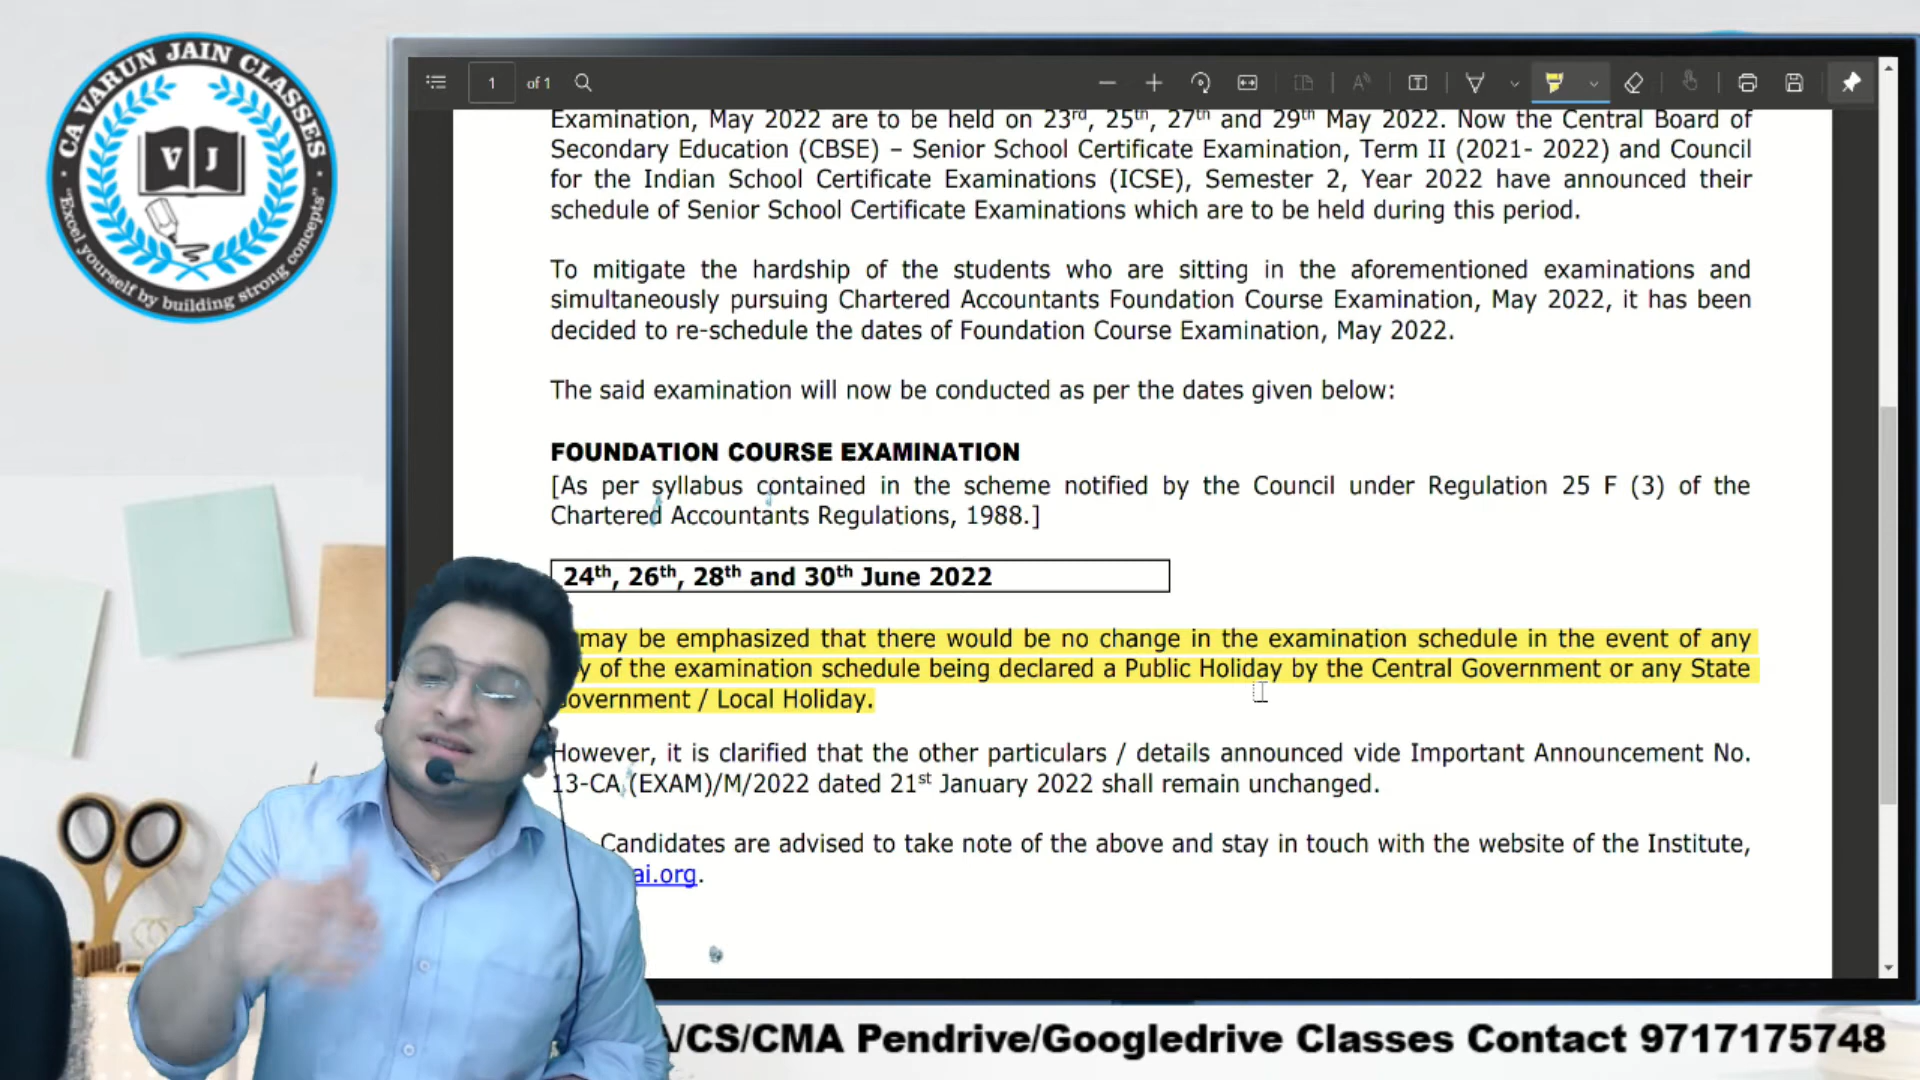 CA VARUN JAIN CLASSES
V J
"Excel yourself by building strong concepts"
1 of 1
Examination, May 2022 are to be held on 23rd, 25th, 27th and 29th May 2022. Now the Central Board of
Secondary Education (CBSE) – Senior School Certificate Examination, Term II (2021- 2022) and Council
for the Indian School Certificate Examinations (ICSE), Semester 2, Year 2022 have announced their
schedule of Senior School Certificate Examinations which are to be held during this period.
To mitigate the hardship of the students who are sitting in the aforementioned examinations and
simultaneously pursuing Chartered Accountants Foundation Course Examination, May 2022, it has been
decided to re-schedule the dates of Foundation Course Examination, May 2022.
The said examination will now be conducted as per the dates given below:
FOUNDATION COURSE EXAMINATION
[As per syllabus contained in the scheme notified by the Council under Regulation 25 F (3) of the
Chartered Accountants Regulations, 1988.]
24th, 26th, 28th and 30th June 2022
may be emphasized that there would be no change in the examination schedule in the event of any
y of the examination schedule being declared a Public Holiday by the Central Government or any State
overnment / Local Holiday.
However, it is clarified that the other particulars / details announced vide Important Announcement No.
13-CA (EXAM)/M/2022 dated 21st January 2022 shall remain unchanged.
Candidates are advised to take note of the above and stay in touch with the website of the Institute,
ai.org.
/CS/CMA Pendrive/Googledrive Classes Contact 9717175748